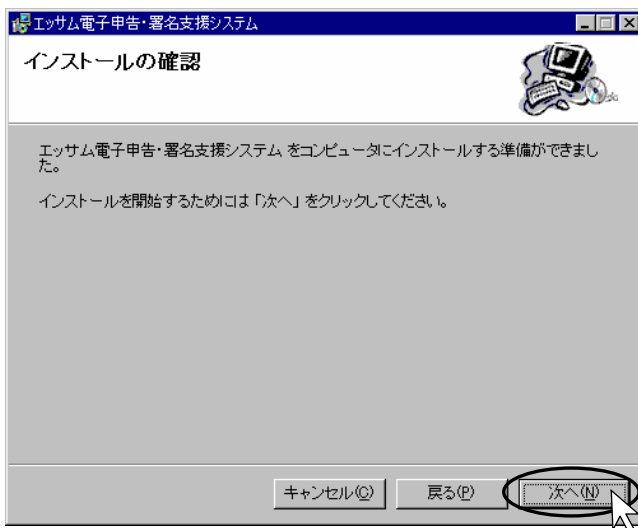 エッサム電子申告・署名支援システム
インストールの確認
エッサム電子申告・署名支援システム をコンピュータにインストールする準備ができまし
た。
インストールを開始するためには「次へ」をクリックしてください。
キャンセル(C) 戻る(P) 次へ(N)